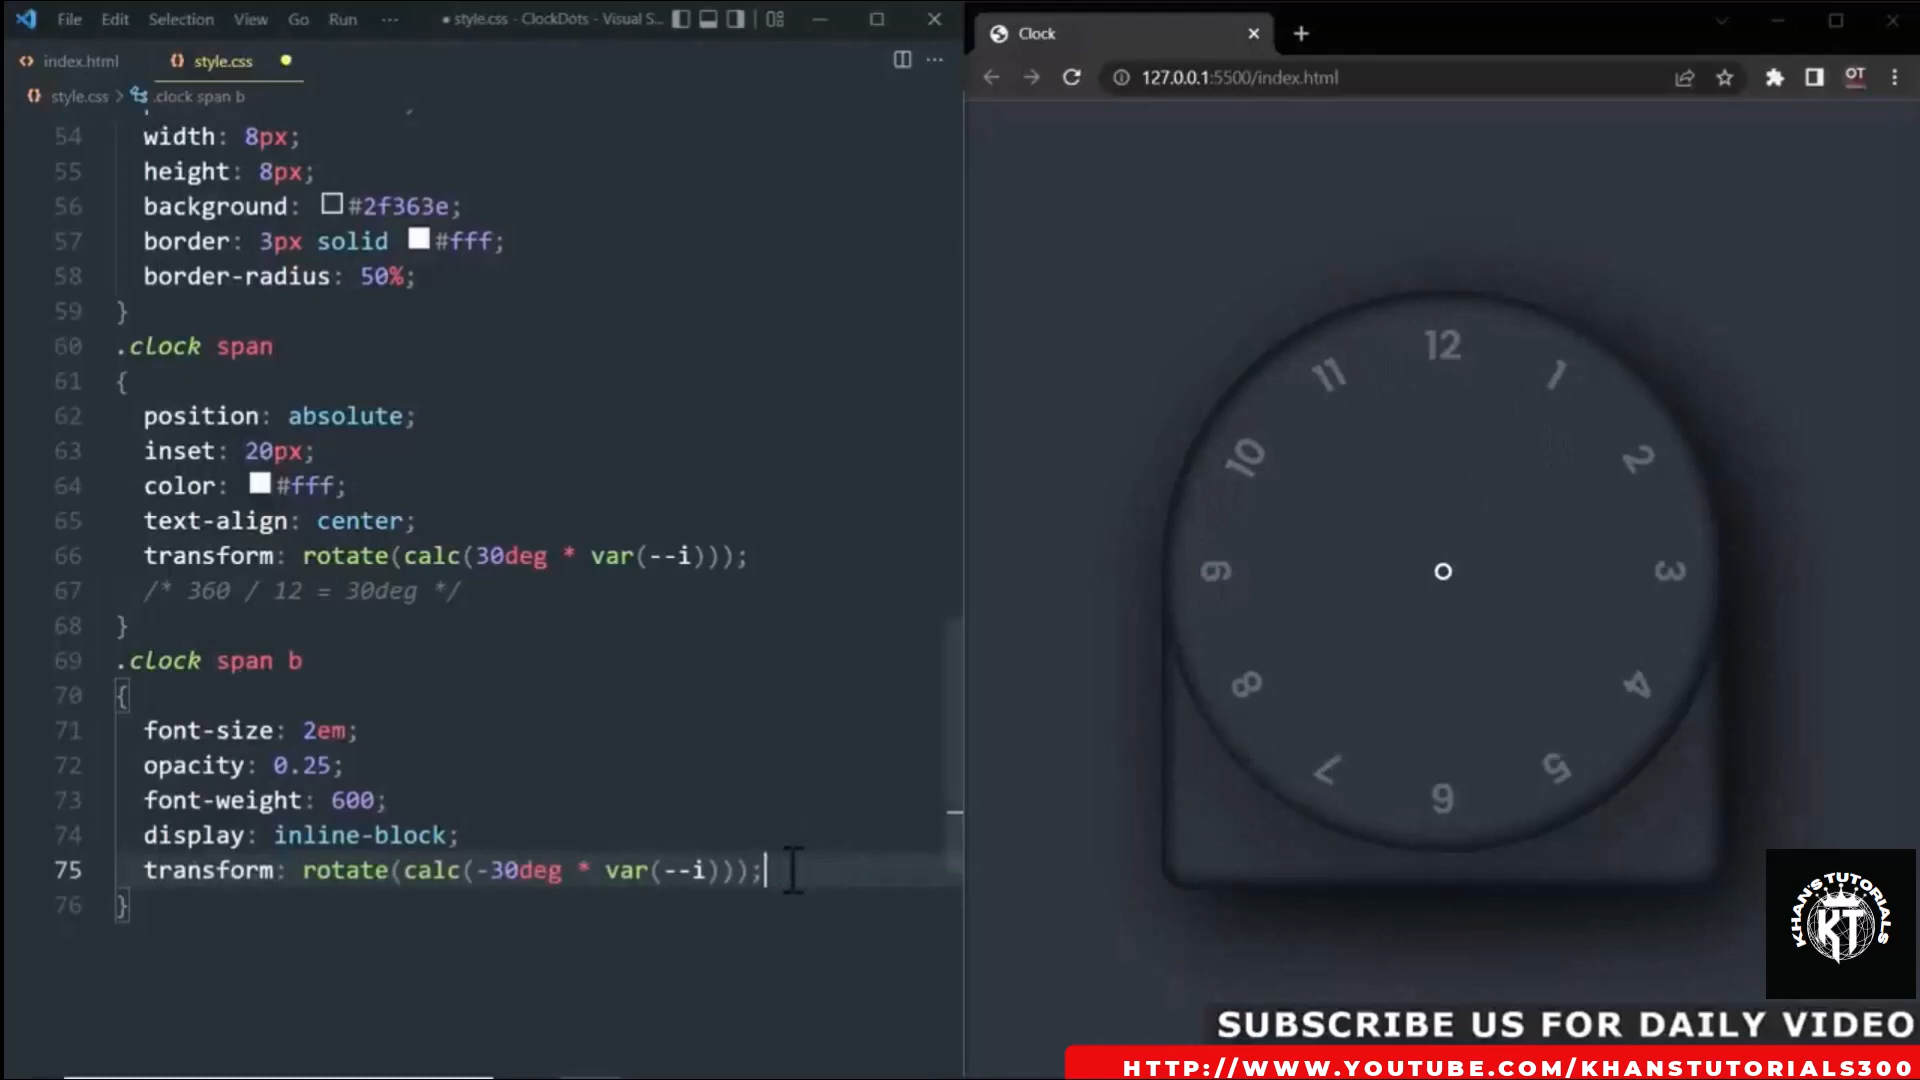 File Edit Selection View Go Run ··· ● style.css - ClockDots - Visual S...
index.html style.css ●
style.css > .clock span b
54 width: 8px;
55 height: 8px;
56 background: #2f363e;
57 border: 3px solid #fff;
58 border-radius: 50%;
59 }
60 .clock span
61 {
62 position: absolute;
63 inset: 20px;
64 color: #fff;
65 text-align: center;
66 transform: rotate(calc(30deg * var(--i)));
67 /* 360 / 12 = 30deg */
68 }
69 .clock span b
70 {
71 font-size: 2em;
72 opacity: 0.25;
73 font-weight: 600;
74 display: inline-block;
75 transform: rotate(calc(-30deg * var(--i)));
76 }
Clock
127.0.0.1:5500/index.html
OT
12
1
2
3
4
5
6
7
8
9
10
11
KHAN'S TUTORIALS
KT
SUBSCRIBE US FOR DAILY VIDEO
HTTP://WWW.YOUTUBE.COM/KHANSTUTORIALS300